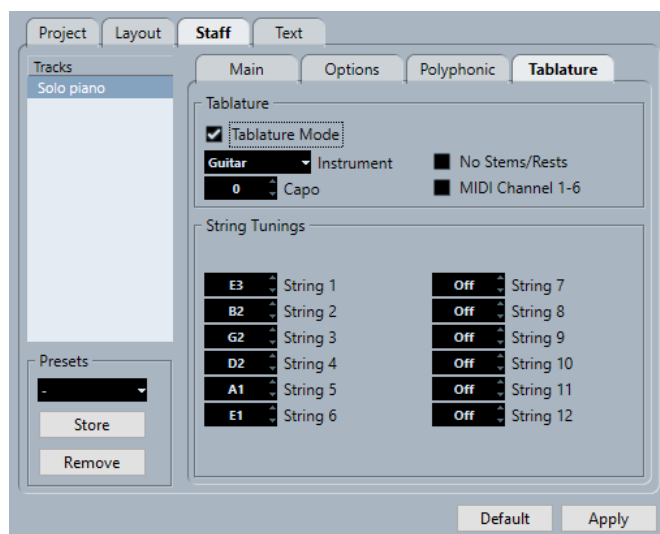 Project Layout Staff Text
Tracks
Solo piano
Main Options Polyphonic Tablature
Tablature
Tablature Mode
Guitar Instrument No Stems/Rests
0 Capo MIDI Channel 1-6
String Tunings
E3 String 1 Off String 7
B2 String 2 Off String 8
G2 String 3 Off String 9
D2 String 4 Off String 10
A1 String 5 Off String 11
E1 String 6 Off String 12
Presets
-
Store
Remove
Default Apply